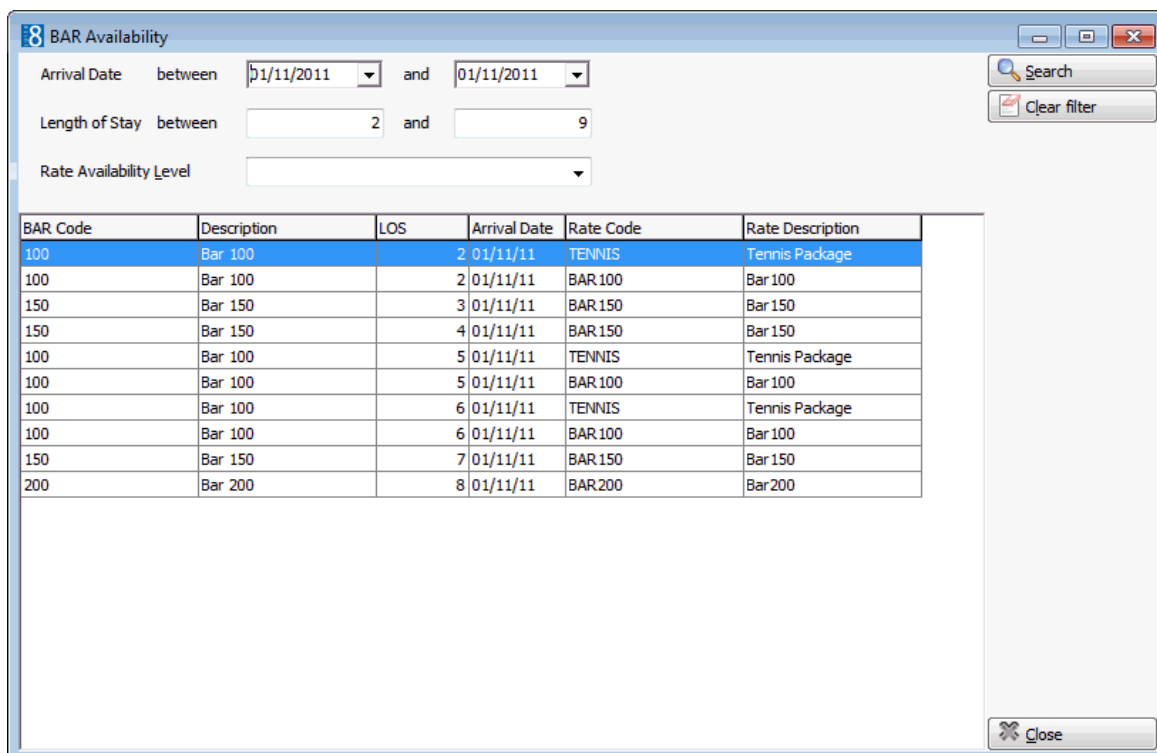 8 BAR Availability
Arrival Date between 01/11/2011 and 01/11/2011
Search
Clear filter
Length of Stay between 2 and 9
Rate Availability Level
BAR Code Description LOS Arrival Date Rate Code Rate Description
100 Bar 100 2 01/11/11 TENNIS Tennis Package
100 Bar 100 2 01/11/11 BAR100 Bar100
150 Bar 150 3 01/11/11 BAR150 Bar150
150 Bar 150 4 01/11/11 BAR150 Bar150
100 Bar 100 5 01/11/11 TENNIS Tennis Package
100 Bar 100 5 01/11/11 BAR100 Bar100
100 Bar 100 6 01/11/11 TENNIS Tennis Package
100 Bar 100 6 01/11/11 BAR100 Bar100
150 Bar 150 7 01/11/11 BAR150 Bar150
200 Bar 200 8 01/11/11 BAR200 Bar200
Close